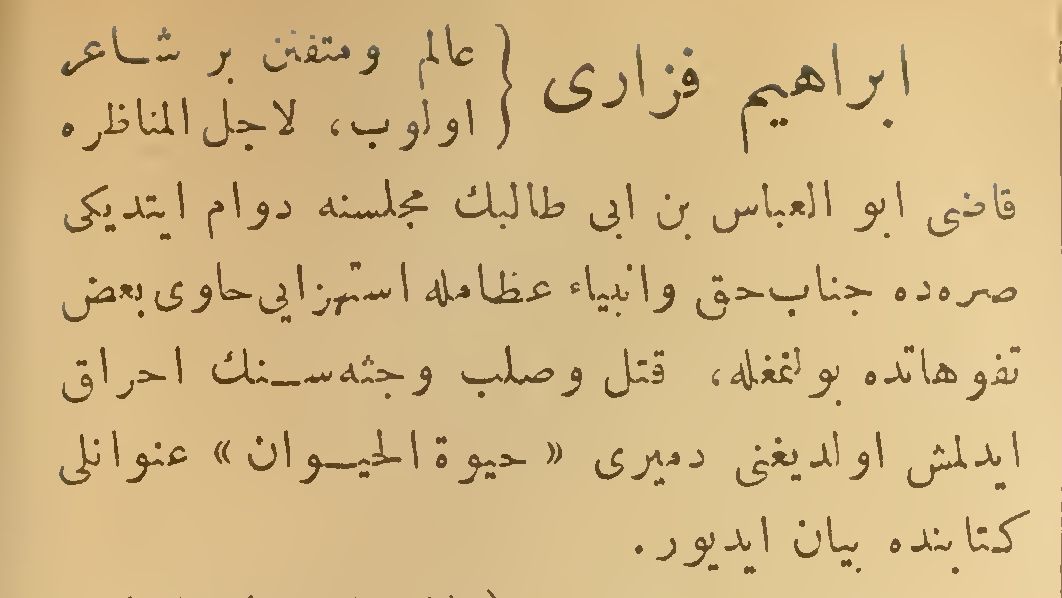 ابراهیم فزاری { عالم ومتفنن بر شاعر
اولوب، لاجل المناظره
قاضی ابو العباس بن ابی طالبك مجلسنه دوام ایتدیکی
صره‌ده جناب حق وانبیاء عظامله استهزایی حاوی بعض
تفوهاتده بولنمغله، قتل وصلب وجثه‌سنك احراق
ایدلمش اولدیغنی دمیری « حیوة الحیوان » عنوانلی
کتابنده بیان ایدیور.